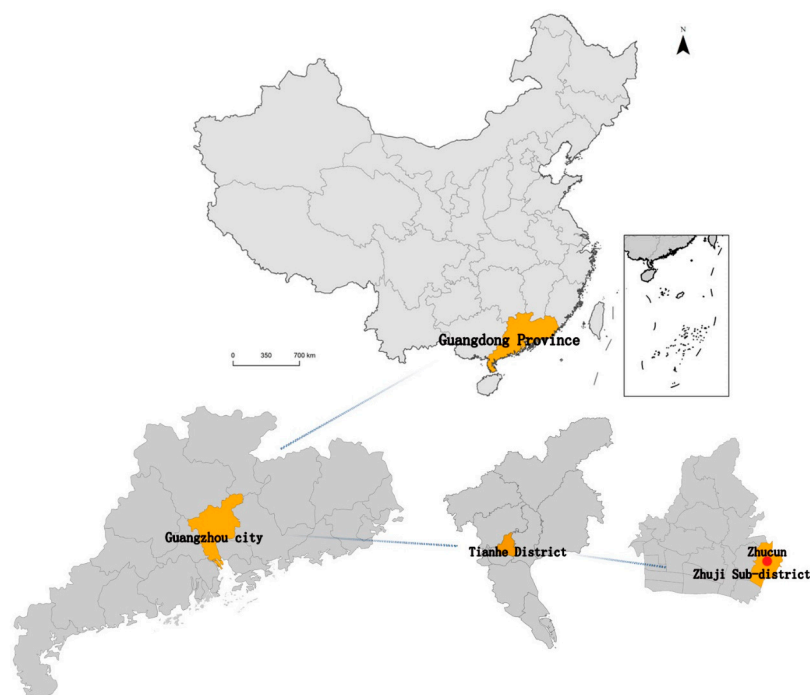 N
Guangdong Province
0 350 700 km
Guangzhou city
Tianhe District
Zhucun
Zhuji Sub-district